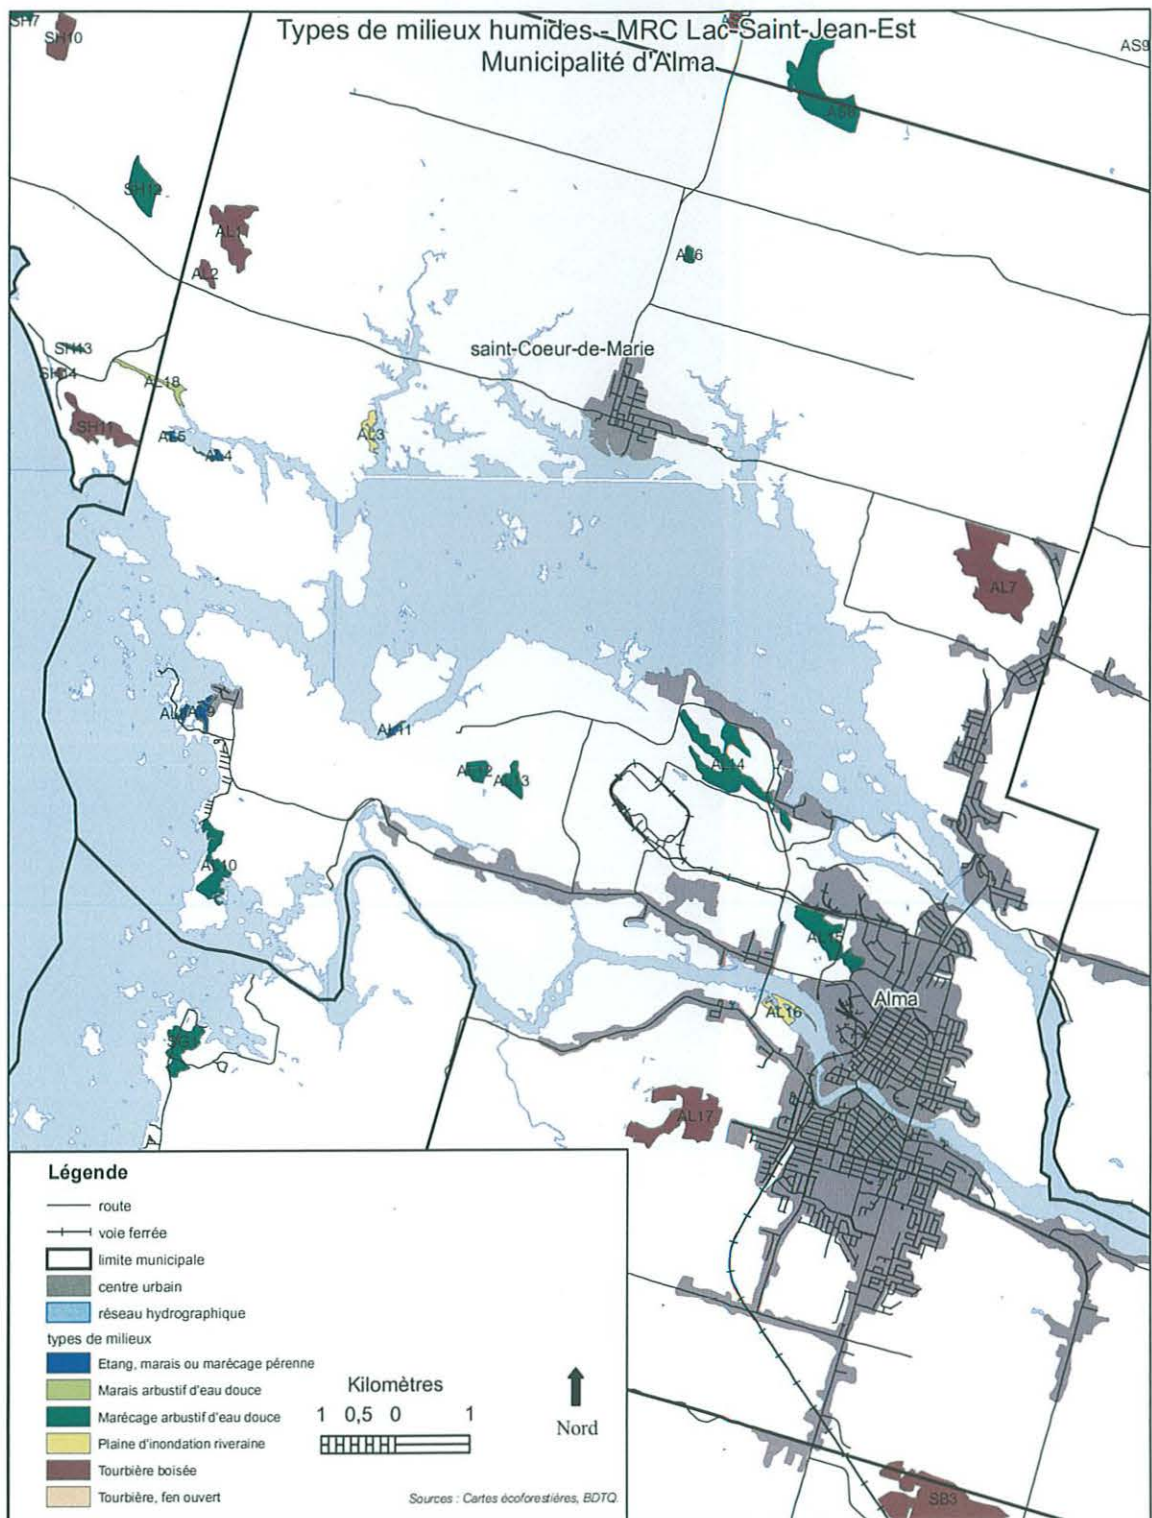 SH7
SH10
Types de milieux humides - MRC Lac-Saint-Jean-Est
Municipalité d'Alma
AS9
AS8
SH12
AL1
AL2
AL6
saint-Coeur-de-Marie
SH13
SH14
AL18
SH11
AL5
AL4
AL3
AL7
AL9
AL11
AL12
AL13
AL14
AL10
AL15
Alma
AL16
AL17
Légende
route
voie ferrée
limite municipale
centre urbain
réseau hydrographique
types de milieux
Etang, marais ou marécage pérenne
Marais arbustif d'eau douce
Marécage arbustif d'eau douce
Plaine d'inondation riveraine
Tourbière boisée
Tourbière, fen ouvert
Kilomètres
1 0,5 0 1
Nord
Sources : Cartes écoforestières, BDTQ.
SB3